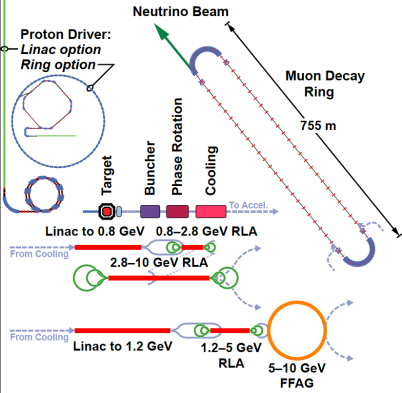 Neutrino Beam
Proton Driver:
Linac option
Ring option
Muon Decay
Ring
755 m
Target
Buncher
Phase Rotation
Cooling
To Accel.
Linac to 0.8 GeV
0.8–2.8 GeV RLA
From Cooling
2.8–10 GeV RLA
From Cooling
Linac to 1.2 GeV
1.2–5 GeV
RLA
5–10 GeV
FFAG